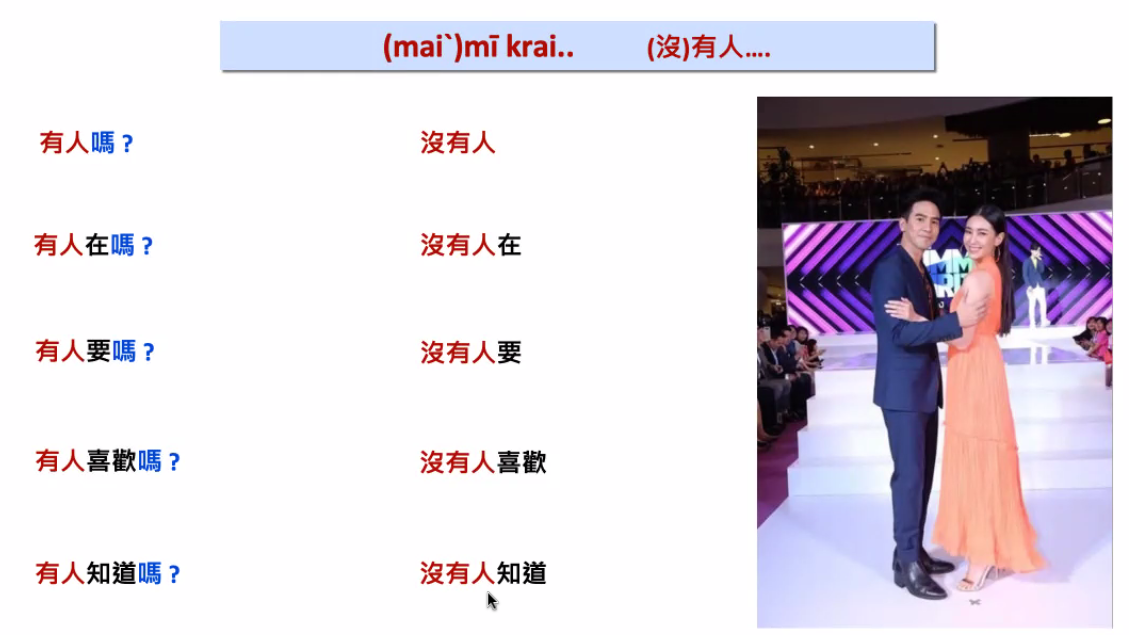 (mai`)mī krai.. (沒)有人....
有人嗎？ 沒有人
有人在嗎？ 沒有人在
有人要嗎？ 沒有人要
有人喜歡嗎？ 沒有人喜歡
有人知道嗎？ 沒有人知道